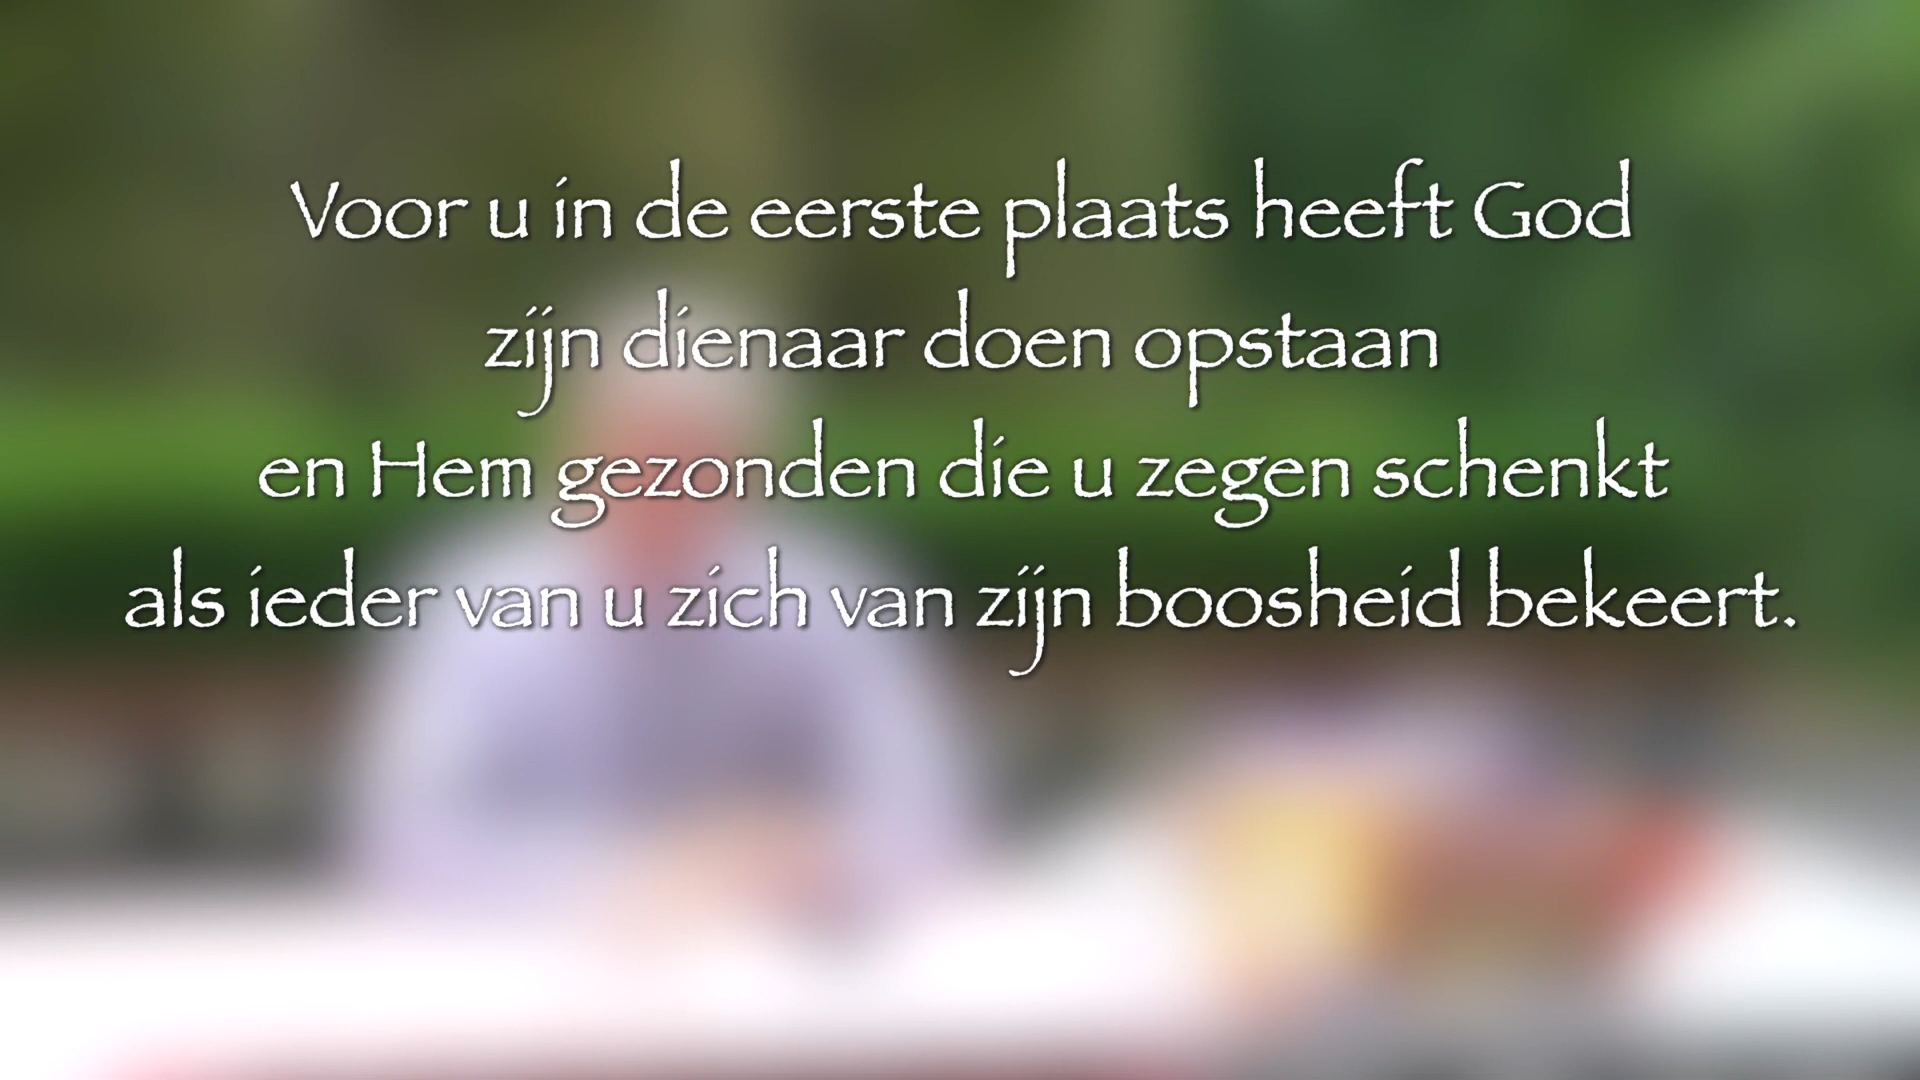 Voor u in de eerste plaats heeft God
zijn dienaar doen opstaan
en Hem gezonden die u zegen schenkt
als ieder van u zich van zijn boosheid bekeert.